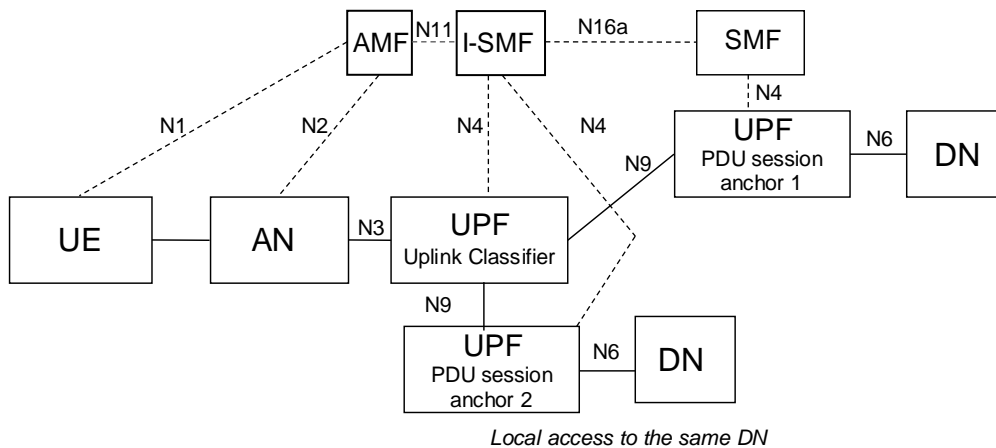 AMF
N11
I-SMF
N16a
SMF
N1
N2
N4
N4
N4
UPF
PDU session
anchor 1
N6
DN
N9
UE
AN
N3
UPF
Uplink Classifier
N9
UPF
PDU session
anchor 2
N6
DN
Local access to the same DN